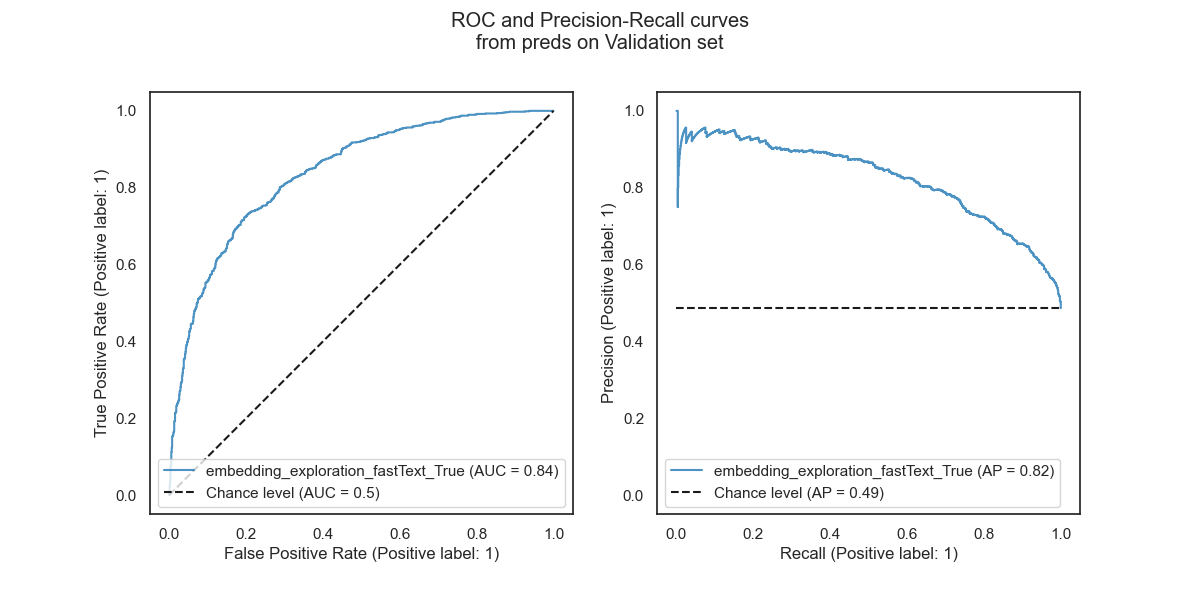 ROC and Precision-Recall curves
from preds on Validation set
True Positive Rate (Positive label: 1)
1.0
0.8
0.6
0.4
0.2
0.0
embedding_exploration_fastText_True (AUC = 0.84)
Chance level (AUC = 0.5)
0.0 0.2 0.4 0.6 0.8 1.0
False Positive Rate (Positive label: 1)
Precision (Positive label: 1)
1.0
0.8
0.6
0.4
0.2
0.0
embedding_exploration_fastText_True (AP = 0.82)
Chance level (AP = 0.49)
0.0 0.2 0.4 0.6 0.8 1.0
Recall (Positive label: 1)